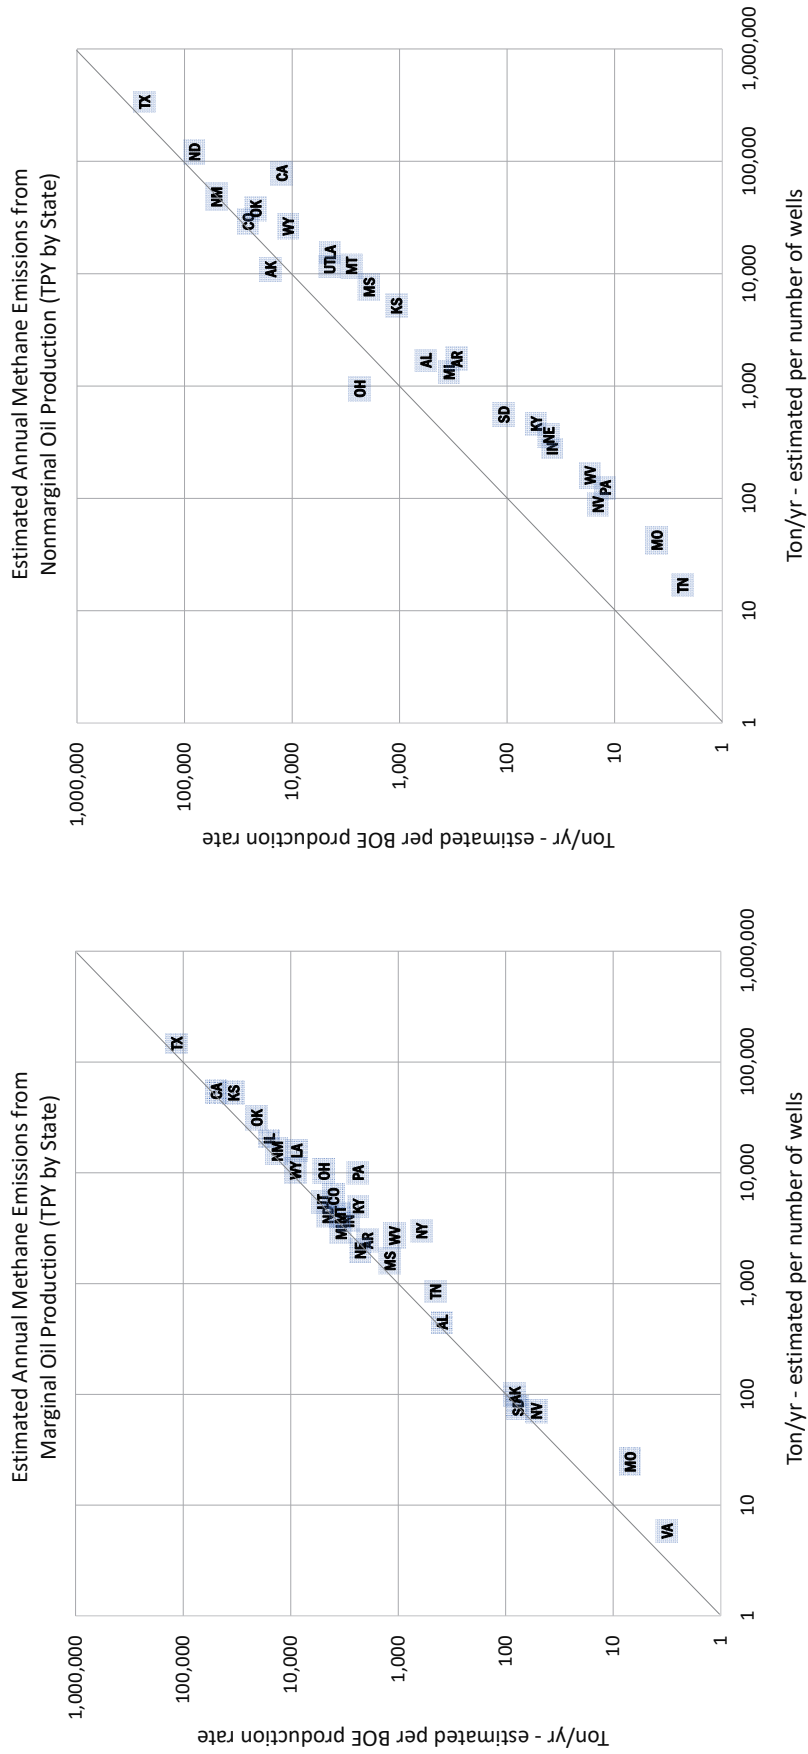 Estimated Annual Methane Emissions from
Marginal Oil Production (TPY by State)
Ton/yr - estimated per BOE production rate
1,000,000
100,000
10,000
1,000
100
10
1
TX
CA
KS
OK
IL
NM
LA
WY
OH
PA
UT
CO
ND
MT
KY
MI
IN
NE
AR
WV
NY
MS
TN
AL
AK
SD
NV
MO
VA
1
10
100
1,000
10,000
100,000
1,000,000
Ton/yr - estimated per number of wells
Estimated Annual Methane Emissions from
Nonmarginal Oil Production (TPY by State)
Ton/yr - estimated per BOE production rate
1,000,000
100,000
10,000
1,000
100
10
1
TX
ND
NM
CA
OK
CO
WY
AK
UT
LA
MT
MS
KS
OH
AL
AR
MI
SD
KY
NE
IN
WV
PA
NV
MO
TN
1
10
100
1,000
10,000
100,000
1,000,000
Ton/yr - estimated per number of wells